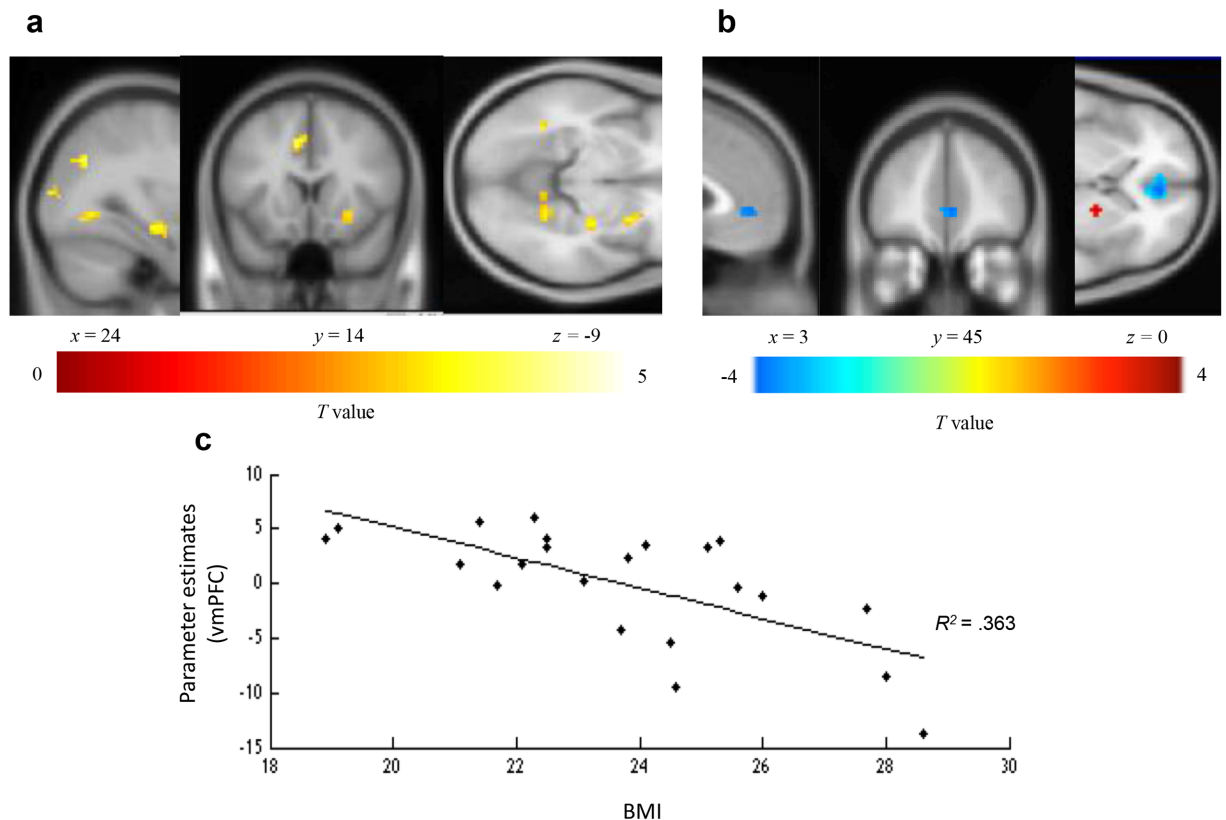 a
b
x = 24
y = 14
z = -9
x = 3
y = 45
z = 0
0
5
T value
-4
4
T value
c
Parameter estimates
(vmPFC)
10
5
0
-5
-10
-15
R² = .363
18
20
22
24
26
28
30
BMI